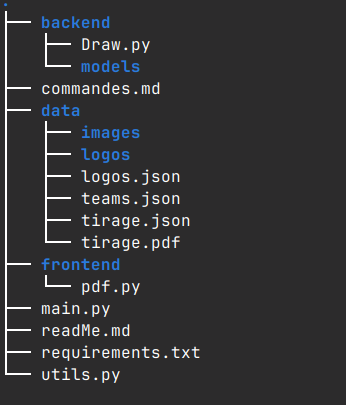 .
backend
Draw.py
models
commandes.md
data
images
logos
logos.json
teams.json
tirage.json
tirage.pdf
frontend
pdf.py
main.py
readMe.md
requirements.txt
utils.py